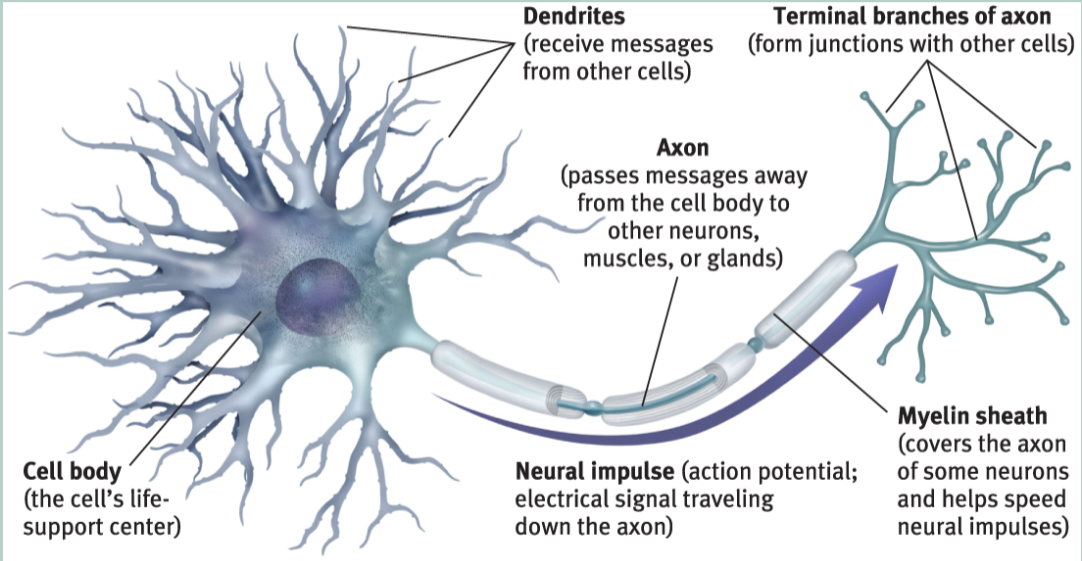 Dendrites
(receive messages
from other cells)
Terminal branches of axon
(form junctions with other cells)
Axon
(passes messages away
from the cell body to
other neurons,
muscles, or glands)
Cell body
(the cell’s life-
support center)
Neural impulse (action potential;
electrical signal traveling
down the axon)
Myelin sheath
(covers the axon
of some neurons
and helps speed
neural impulses)